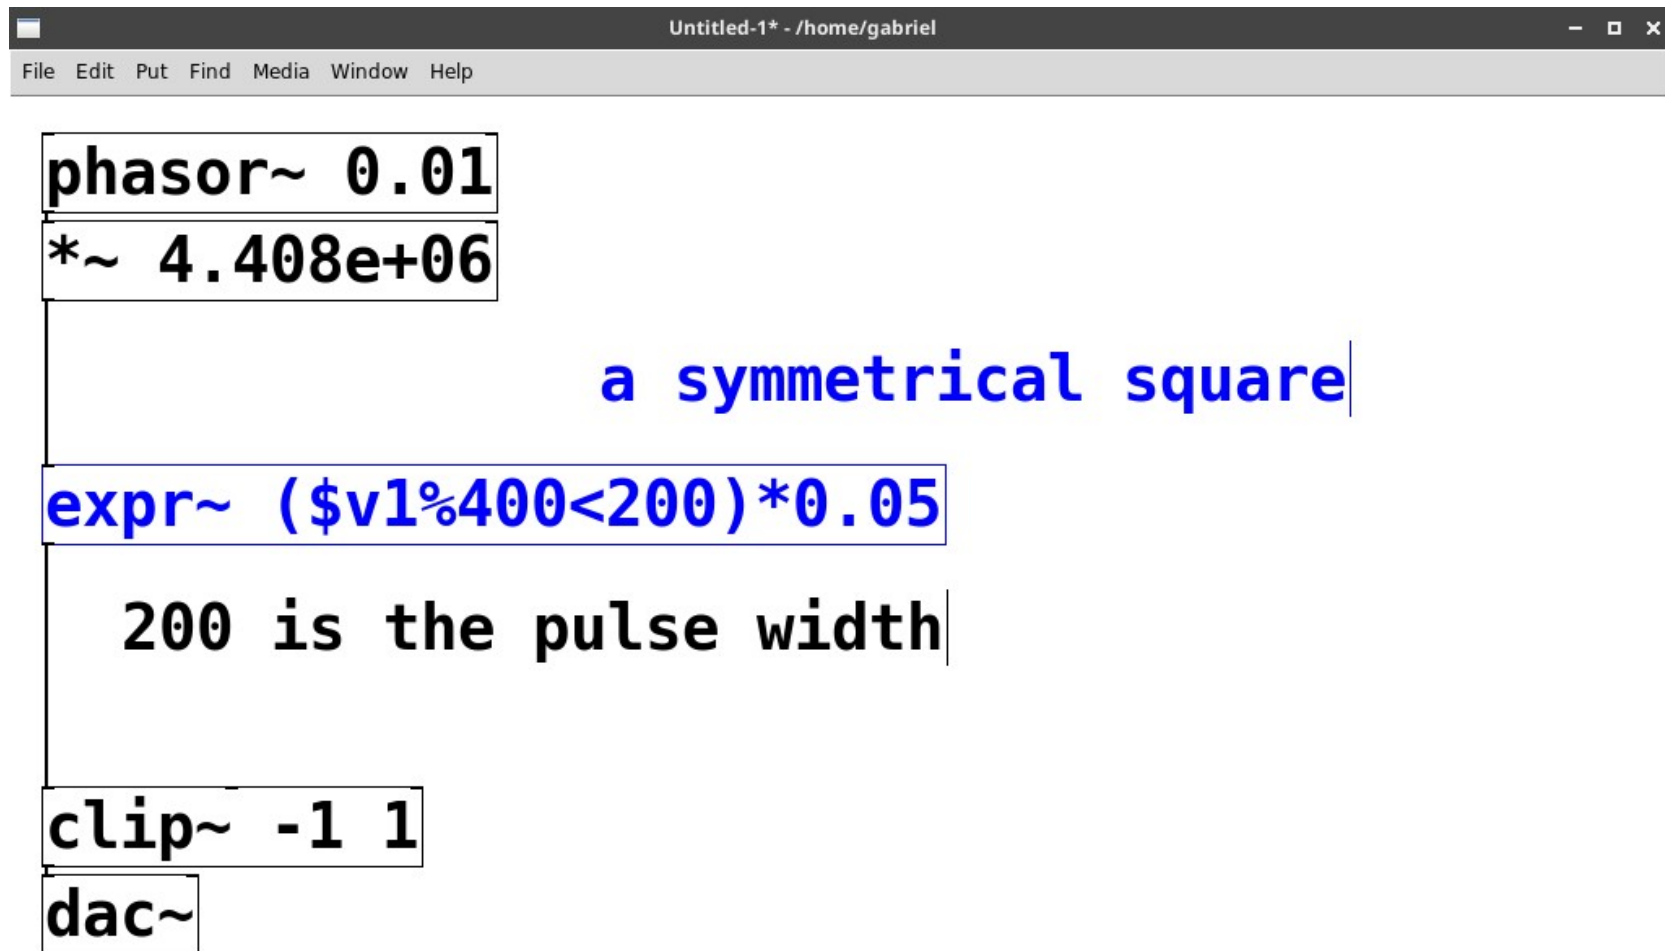 Untitled-1* - /home/gabriel
File Edit Put Find Media Window Help
phasor~ 0.01
*~ 4.408e+06
a symmetrical square
expr~ ($v1%400<200)*0.05
200 is the pulse width
clip~ -1 1
dac~